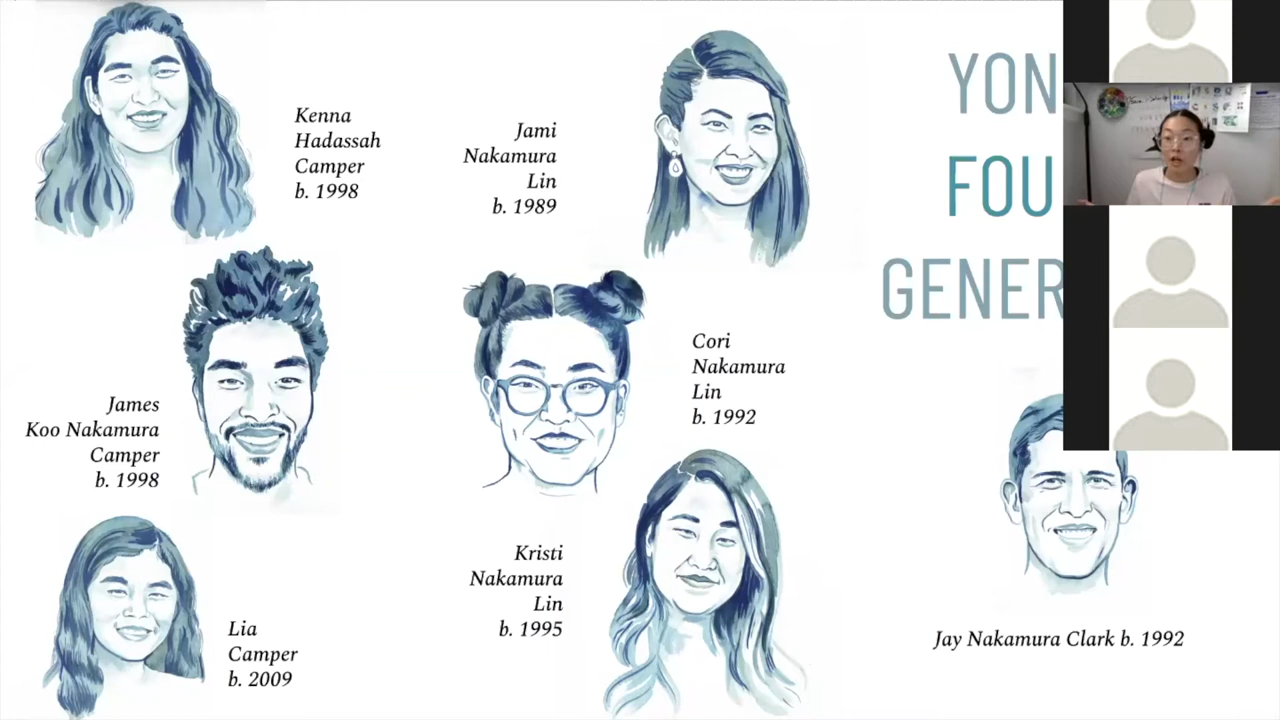 Kenna
Hadassah
Camper
b. 1998
Jami
Nakamura
Lin
b. 1989
YON
FOU
GENER
James
Koo Nakamura
Camper
b. 1998
Cori
Nakamura
Lin
b. 1992
Kristi
Nakamura
Lin
b. 1995
Lia
Camper
b. 2009
Jay Nakamura Clark b. 1992